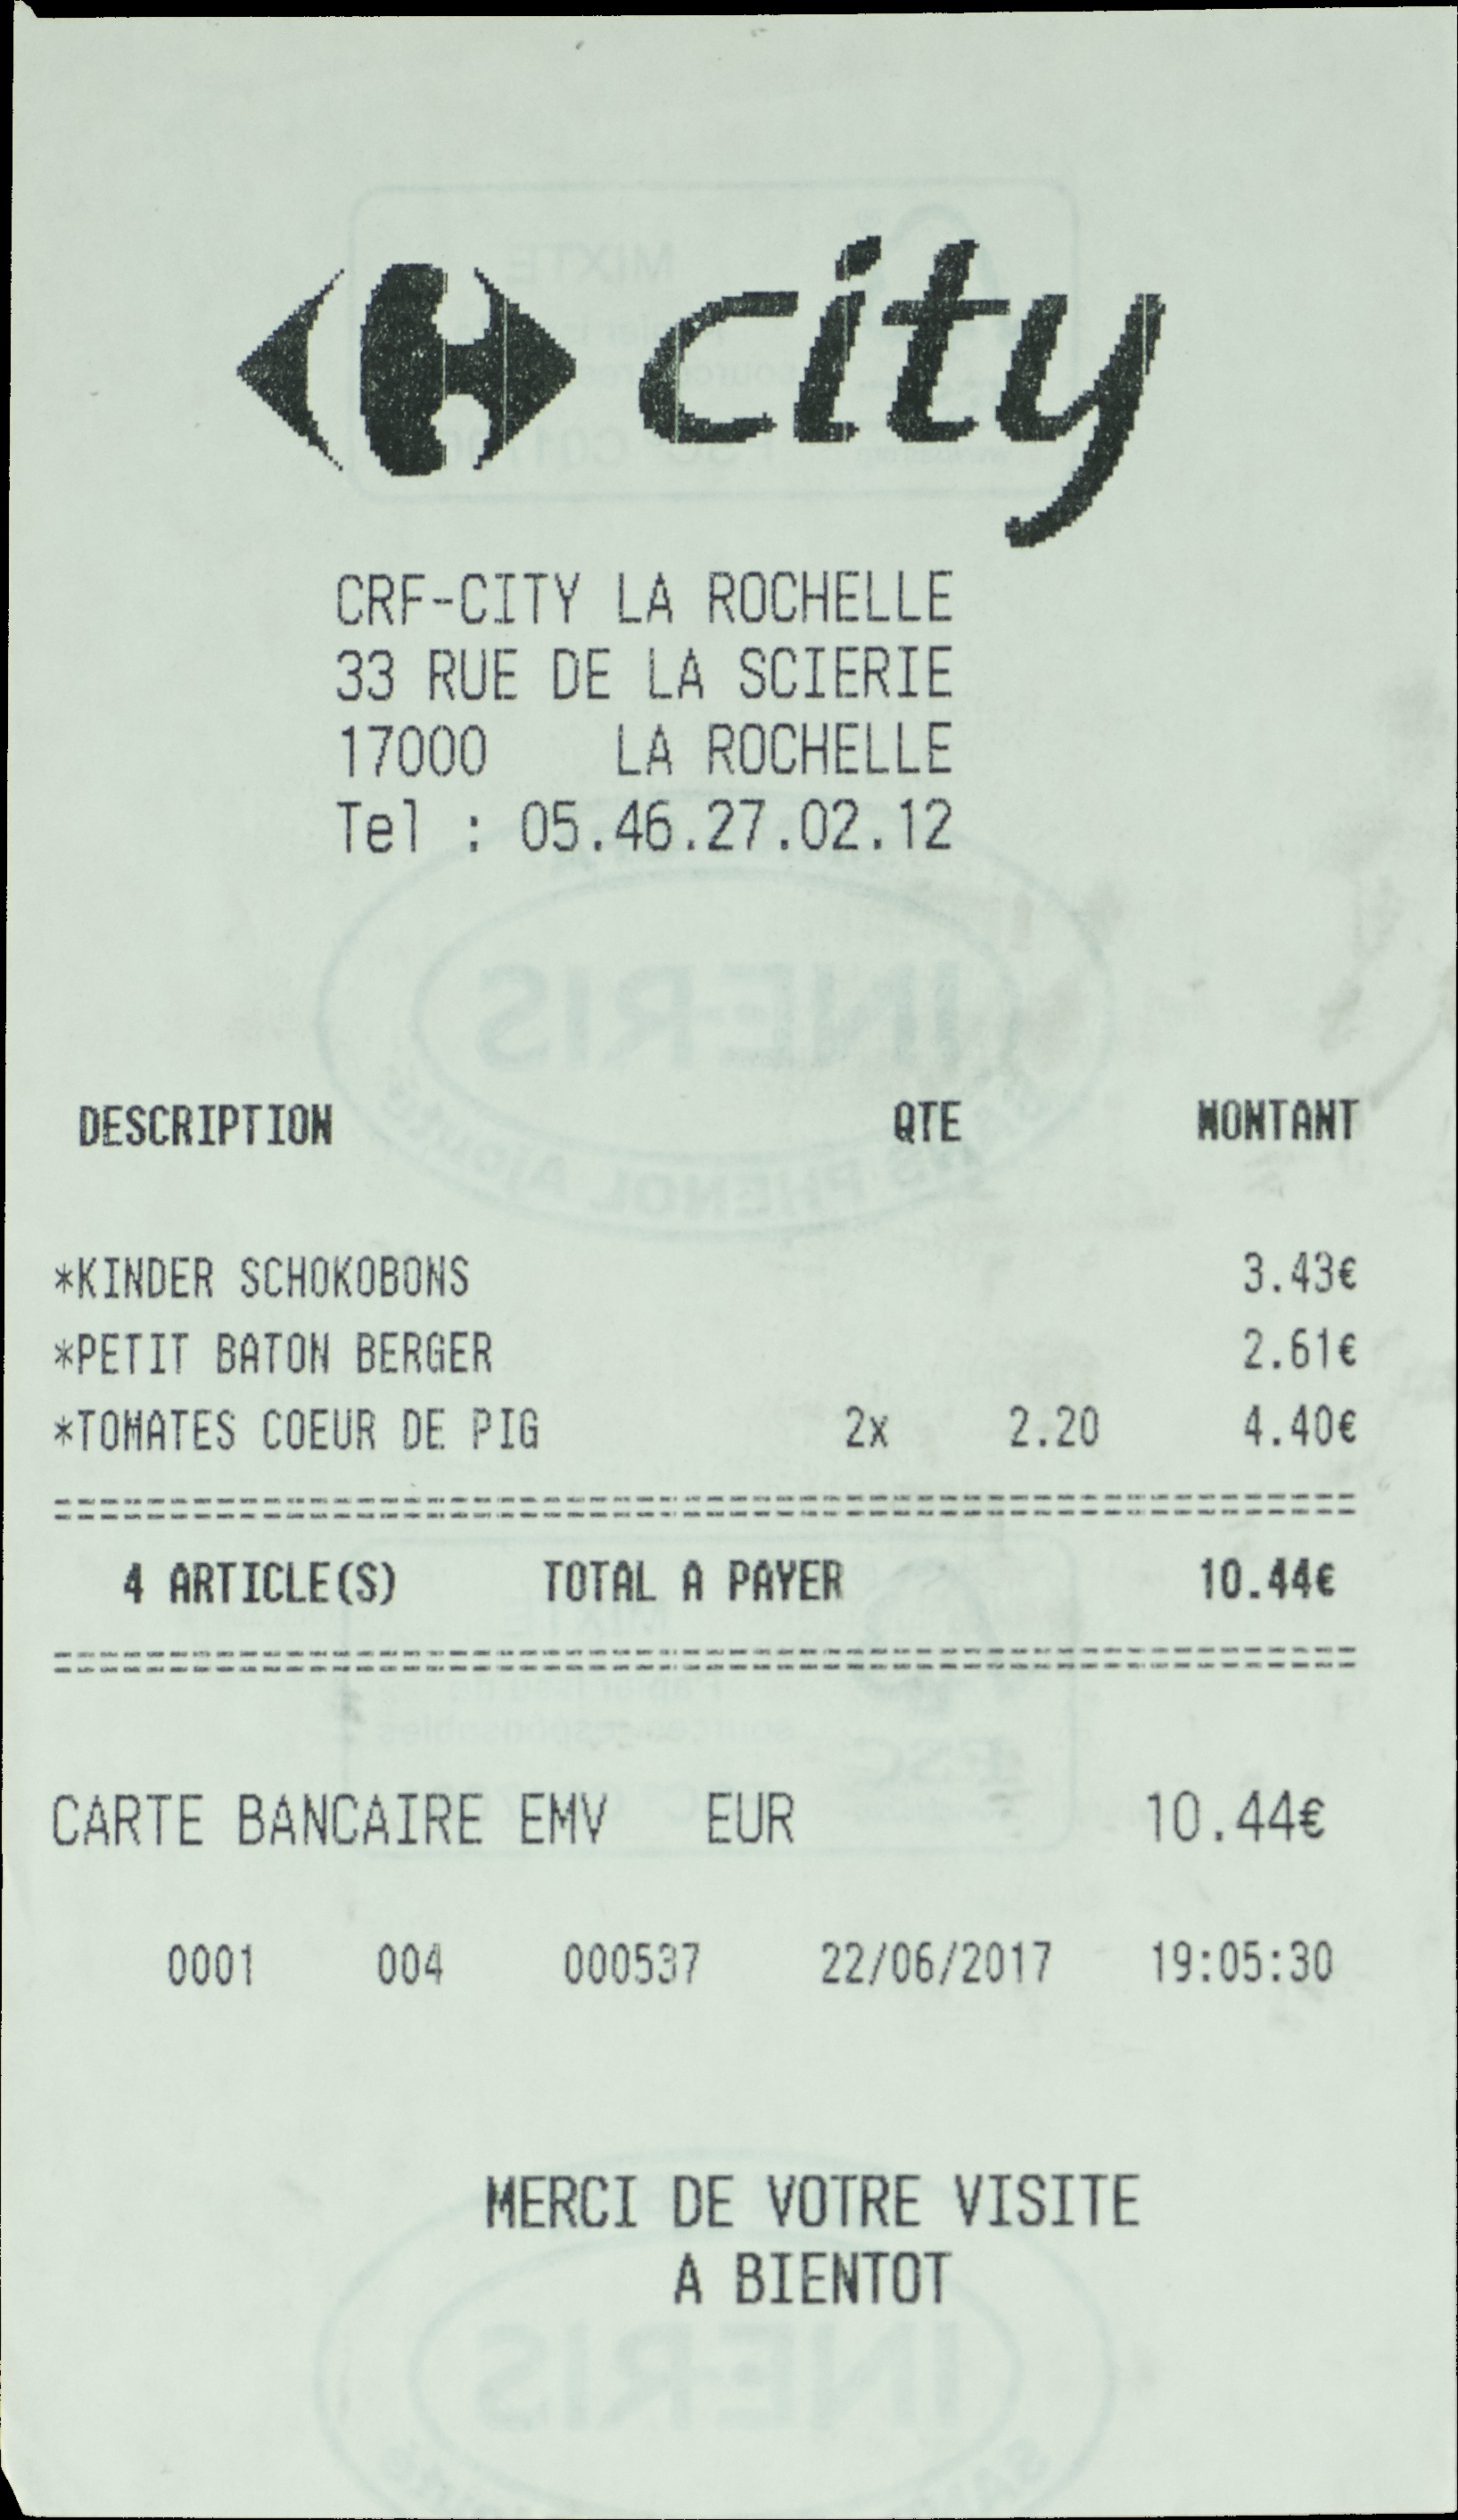 city
CRF-CITY LA ROCHELLE
33 RUE DE LA SCIERIE
17000 LA ROCHELLE
Tel : 05.46.27.02.12
DESCRIPTION QTE MONTANT
*KINDER SCHOKOBONS 3.43€
*PETIT BATON BERGER 2.61€
*TOMATES COEUR DE PIG 2x 2.20 4.40€
4 ARTICLE(S) TOTAL A PAYER 10.44€
CARTE BANCAIRE EMV EUR 10.44€
0001 004 000537 22/06/2017 19:05:30
MERCI DE VOTRE VISITE
A BIENTOT